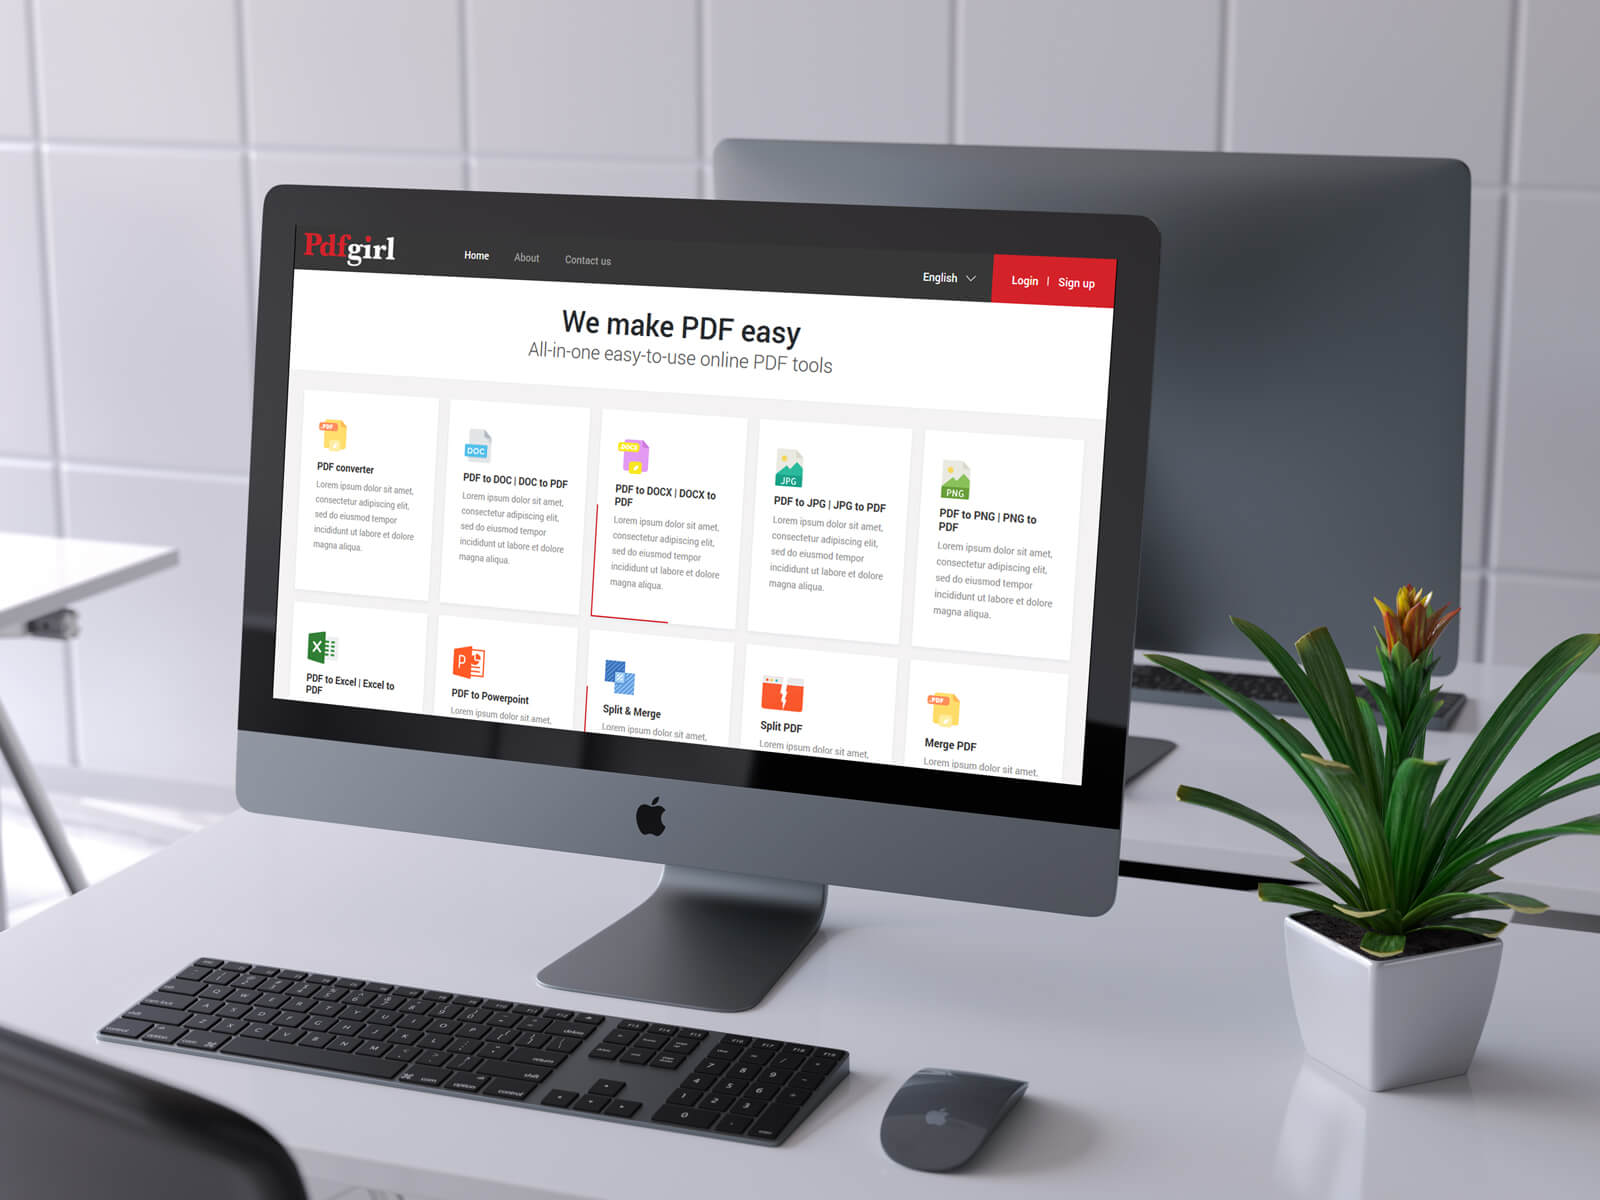 Pdfgirl
Home About Contact us
English
Login | Sign up
We make PDF easy
All-in-one easy-to-use online PDF tools
PDF
PDF converter
Lorem ipsum dolor sit amet,
consectetur adipiscing elit,
sed do eiusmod tempor
incididunt ut labore et dolore
magna aliqua.
DOC
PDF to DOC | DOC to PDF
Lorem ipsum dolor sit amet,
consectetur adipiscing elit,
sed do eiusmod tempor
incididunt ut labore et dolore
magna aliqua.
DOCX
PDF to DOCX | DOCX to
PDF
Lorem ipsum dolor sit amet,
consectetur adipiscing elit,
sed do eiusmod tempor
incididunt ut labore et dolore
magna aliqua.
JPG
PDF to JPG | JPG to PDF
Lorem ipsum dolor sit amet,
consectetur adipiscing elit,
sed do eiusmod tempor
incididunt ut labore et dolore
magna aliqua.
PNG
PDF to PNG | PNG to
PDF
Lorem ipsum dolor sit amet,
consectetur adipiscing elit,
sed do eiusmod tempor
incididunt ut labore et dolore
magna aliqua.
X
PDF to Excel | Excel to
PDF
P
PDF to Powerpoint
Lorem ipsum dolor sit amet,
Split & Merge
Lorem ipsum dolor sit amet,
Split PDF
Lorem ipsum dolor sit amet,
PDF
Merge PDF
Lorem ipsum dolor sit amet,